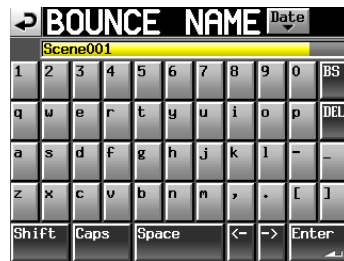 BOUNCE NAME Date
Scene001
1 2 3 4 5 6 7 8 9 0 BS
q w e r t y u i o p DEL
a s d f g h j k l - _
z x c v b n m , . [ ]
Shift Caps Space <- -> Enter